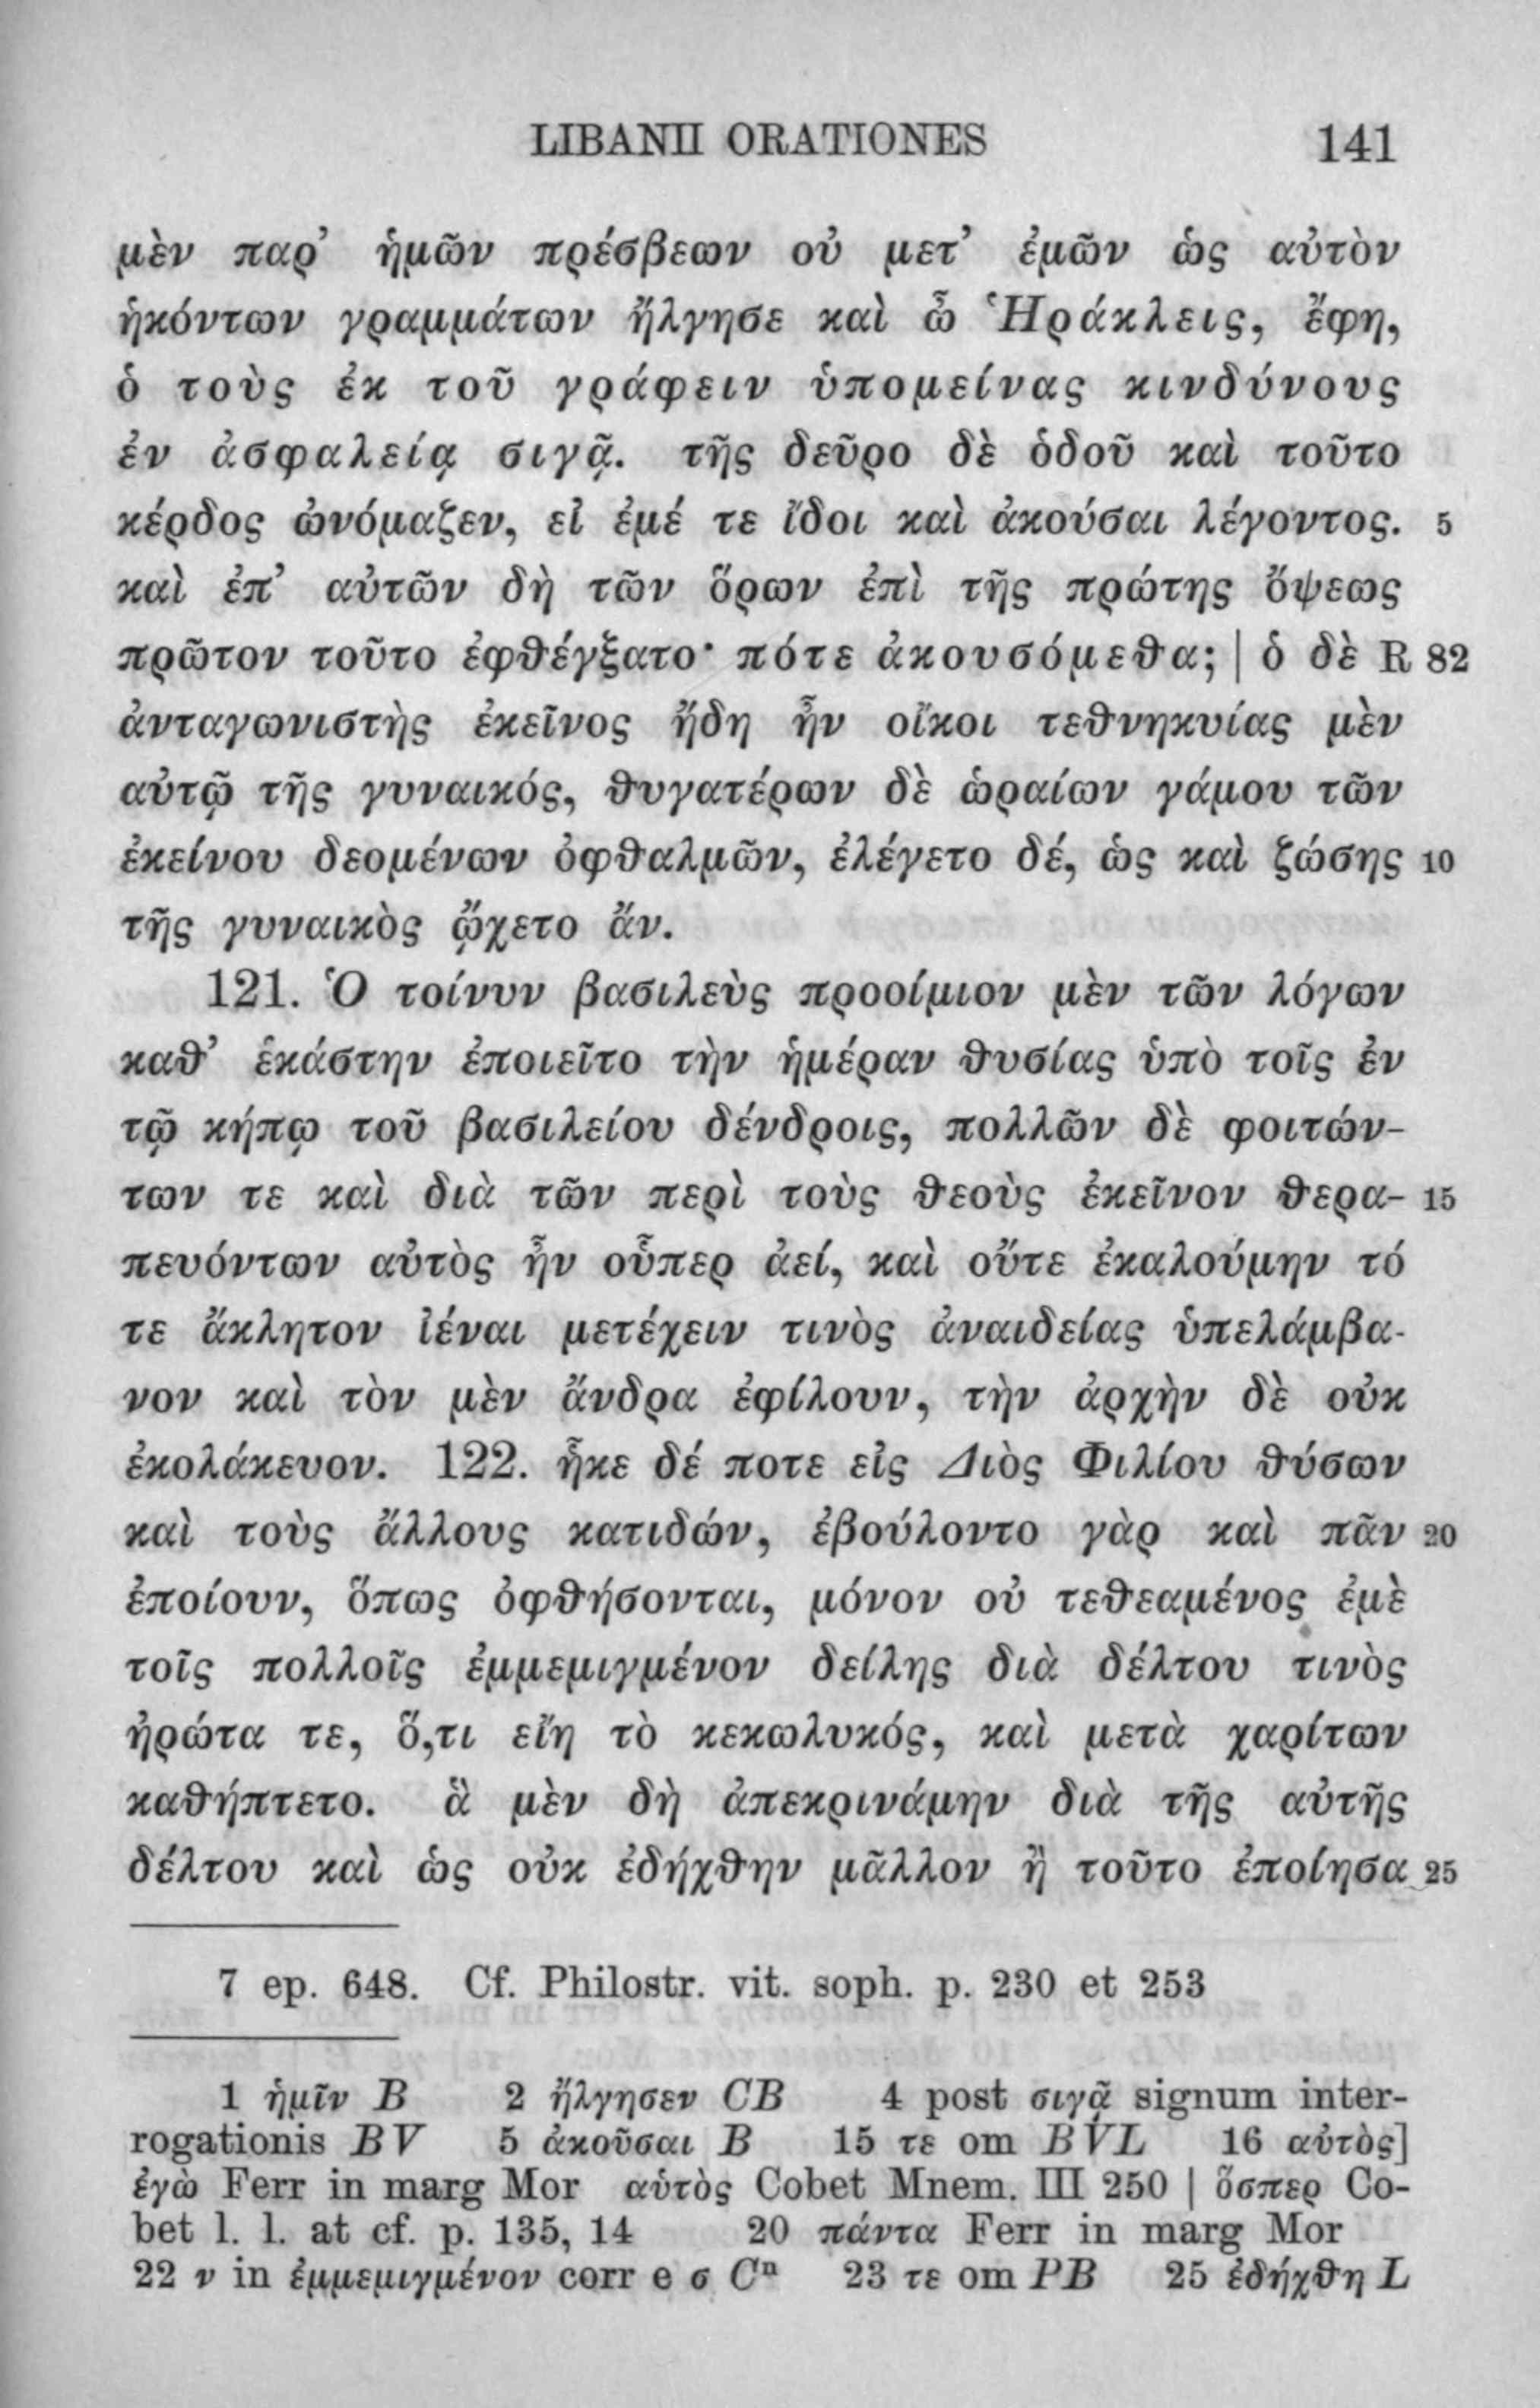 LIBANII ORATIONES 141
μὲν παρ’ ἡμῶν πρέσβεων οὐ μετ’ ἐμῶν ὡς αὐτὸν
ἡκόντων γραμμάτων ἤλγησε καὶ ὦ Ἡράκλεις, ἔφη,
ὁ τοὺς ἐκ τοῦ γράφειν ὑπομείνας κινδύνους
ἐν ἀσφαλείᾳ σιγᾷ. τῆς δεῦρο δὲ ὁδοῦ καὶ τοῦτο
κέρδος ὠνόμαζεν, εἰ ἐμέ τε ἴδοι καὶ ἀκούσαι λέγοντος. 5
καὶ ἐπ’ αὐτῶν δὴ τῶν ὅρων ἐπὶ τῆς πρώτης ὄψεως
πρῶτον τοῦτο ἐφθέγξατο· πότε ἀκουσόμεθα; | ὁ δὲ R 82
ἀνταγωνιστὴς ἐκεῖνος ἤδη ἦν οἴκοι τεθνηκυίας μὲν
αὐτῷ τῆς γυναικός, θυγατέρων δὲ ὡραίων γάμου τῶν
ἐκείνου δεομένων ὀφθαλμῶν, ἐλέγετο δέ, ὡς καὶ ζώσης 10
τῆς γυναικὸς ᾤχετο ἄν.
121. Ὁ τοίνυν βασιλεὺς προοίμιον μὲν τῶν λόγων
καθ’ ἑκάστην ἐποιεῖτο τὴν ἡμέραν θυσίας ὑπὸ τοῖς ἐν
τῷ κήπῳ τοῦ βασιλείου δένδροις, πολλῶν δὲ φοιτών-
των τε καὶ διὰ τῶν περὶ τοὺς θεοὺς ἐκεῖνον θερα- 15
πευόντων αὐτὸς ἦν οὗπερ ἀεί, καὶ οὔτε ἐκαλούμην τό
τε ἄκλητον ἰέναι μετέχειν τινὸς ἀναιδείας ὑπελάμβα-
νον καὶ τὸν μὲν ἄνδρα ἐφίλουν, τὴν ἀρχὴν δὲ οὐκ
ἐκολάκευον. 122. ἧκε δέ ποτε εἰς Διὸς Φιλίου θύσων
καὶ τοὺς ἄλλους κατιδών, ἐβούλοντο γὰρ καὶ πᾶν 20
ἐποίουν, ὅπως ὀφθήσονται, μόνον οὐ τεθεαμένος ἐμὲ
τοῖς πολλοῖς ἐμμεμιγμένον δείλης διὰ δέλτου τινὸς
ἠρώτα τε, ὅ,τι εἴη τὸ κεκωλυκός, καὶ μετὰ χαρίτων
καθήπτετο. ἃ μὲν δὴ ἀπεκρινάμην διὰ τῆς αὐτῆς
δέλτου καὶ ὡς οὐκ ἐδήχθην μᾶλλον ἢ τοῦτο ἐποίησα 25
7 ep. 648. Cf. Philostr. vit. soph. p. 230 et 253
1 ἡμῖν B 2 ἤλγησεν CB 4 post σιγᾷ signum inter-
rogationis BV 5 ἀκοῦσαι B 15 τε om BVL 16 αὐτὸς]
ἐγὼ Ferr in marg Mor αὑτὸς Cobet Mnem. III 250 | ὅσπερ Co-
bet l. l. at cf. p. 135, 14 20 πάντα Ferr in marg Mor
22 ν in ἐμμεμιγμένον corr e σ Cⁿ 23 τε om PB 25 ἐδήχθη L